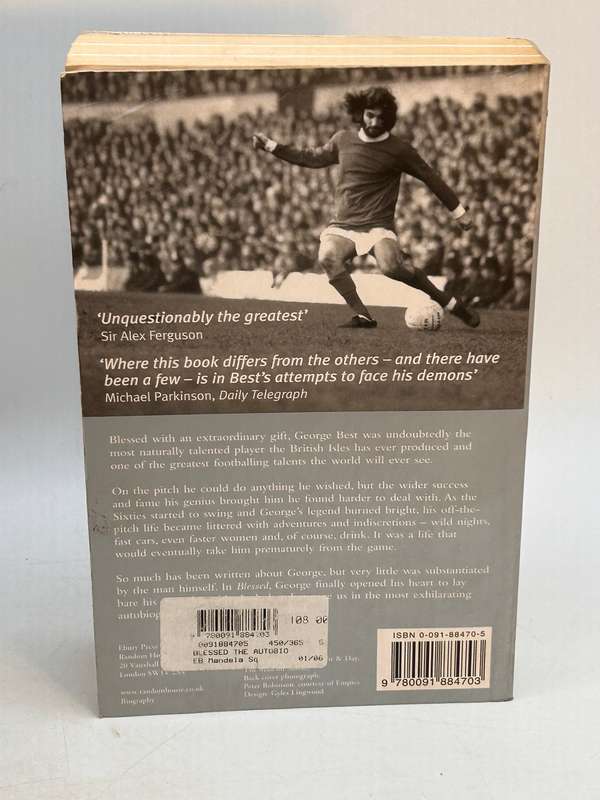 ‘Unquestionably the greatest’
Sir Alex Ferguson
‘Where this book differs from the others – and there have
been a few – is in Best’s attempts to face his demons’
Michael Parkinson, Daily Telegraph
Blessed with an extraordinary gift, George Best was undoubtedly the
most naturally talented player the British Isles has ever produced and
one of the greatest footballing talents the world will ever see.
On the pitch he could do anything he wished, but the wider success
and fame his genius brought him he found harder to deal with. As the
Sixties started to swing and George’s legend burned bright, his off-the-
pitch life became littered with adventures and indiscretions – wild nights,
fast cars, even faster women and, of course, drink. It was a life that
would eventually take him prematurely from the game.
So much has been written about George, but very little was substantiated
by the man himself. In Blessed, George finally opened his heart to lay
bare his us in the most exhilarating
autobiog
108 00
9 780091 884703
0091884705 450/365 S
BLESSED THE AUTOBIO
EB Mandela Sq 01/06
Ebury Press
Random Ho
20 Vauxhall
London
www.randomhouse.co.uk
Biography
& Day.
Back cover photograph:
Peter Robinson, courtesy of Empics
Design: Gyles Lingwood
ISBN 0-091-88470-5
9 780091 884703